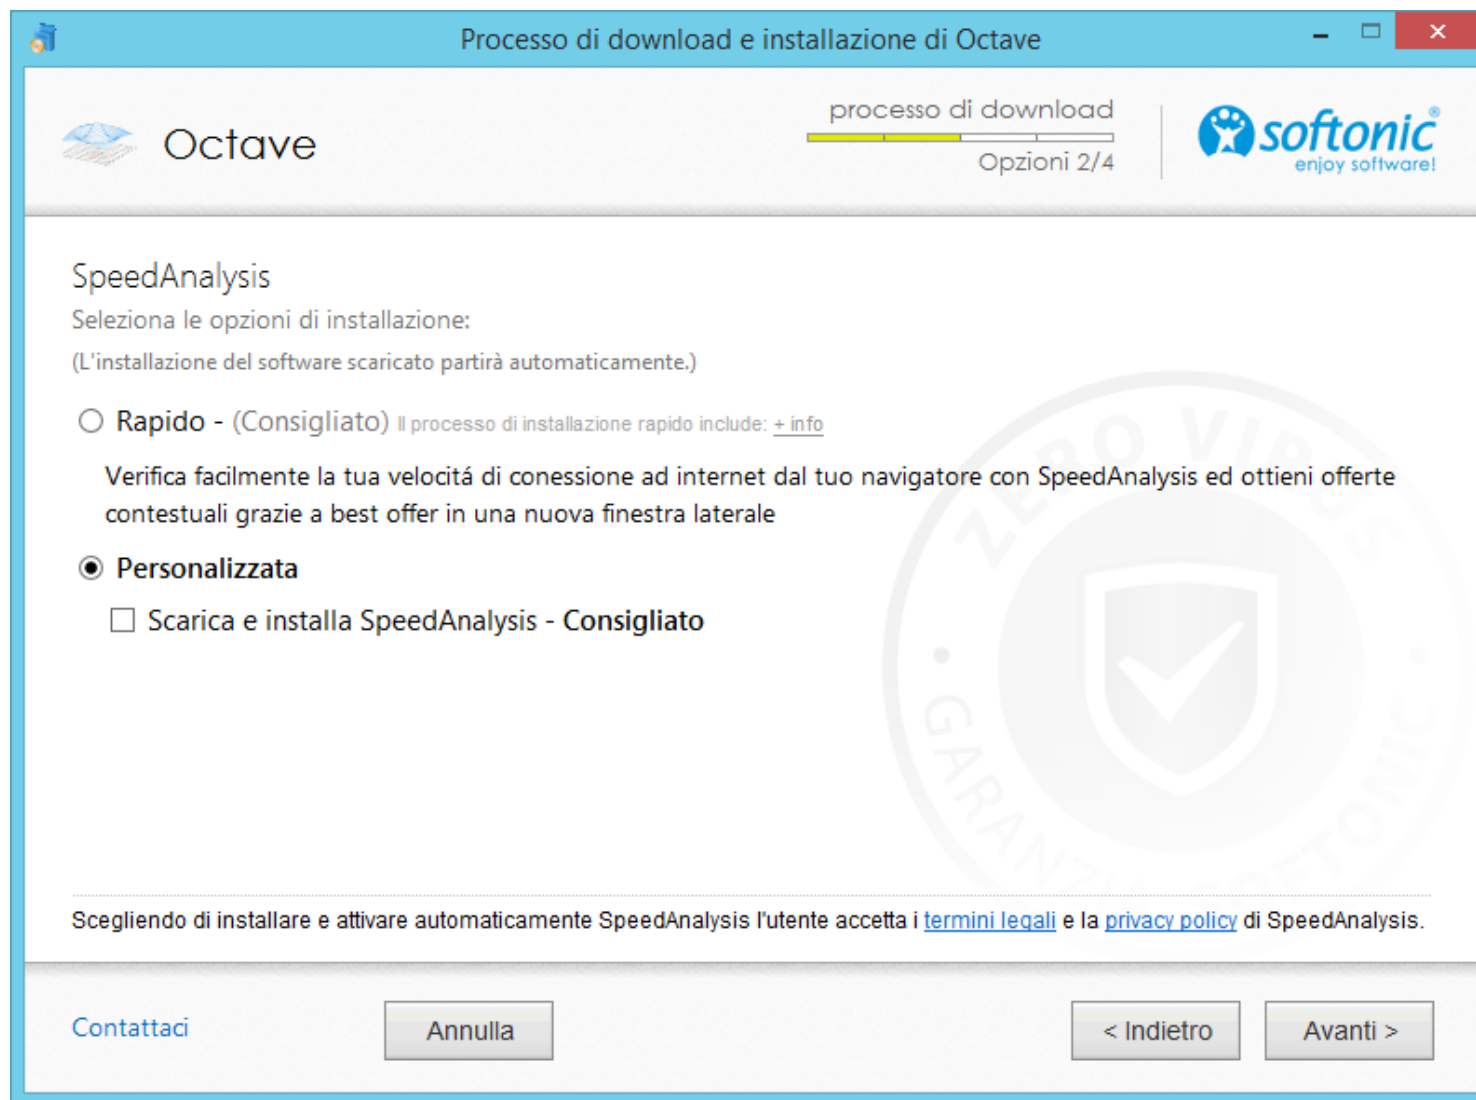 Processo di download e installazione di Octave
Octave
processo di download
Opzioni 2/4
softonic®
enjoy software!
SpeedAnalysis
Seleziona le opzioni di installazione:
(L'installazione del software scaricato partirà automaticamente.)
Rapido - (Consigliato) Il processo di installazione rapido include: + info
Verifica facilmente la tua velocitá di conessione ad internet dal tuo navigatore con SpeedAnalysis ed ottieni offerte
contestuali grazie a best offer in una nuova finestra laterale
Personalizzata
Scarica e installa SpeedAnalysis - Consigliato
ZERO VIRUS
GARANZIA SOFTONIC
Scegliendo di installare e attivare automaticamente SpeedAnalysis l'utente accetta i termini legali e la privacy policy di SpeedAnalysis.
Contattaci
Annulla
< Indietro
Avanti >